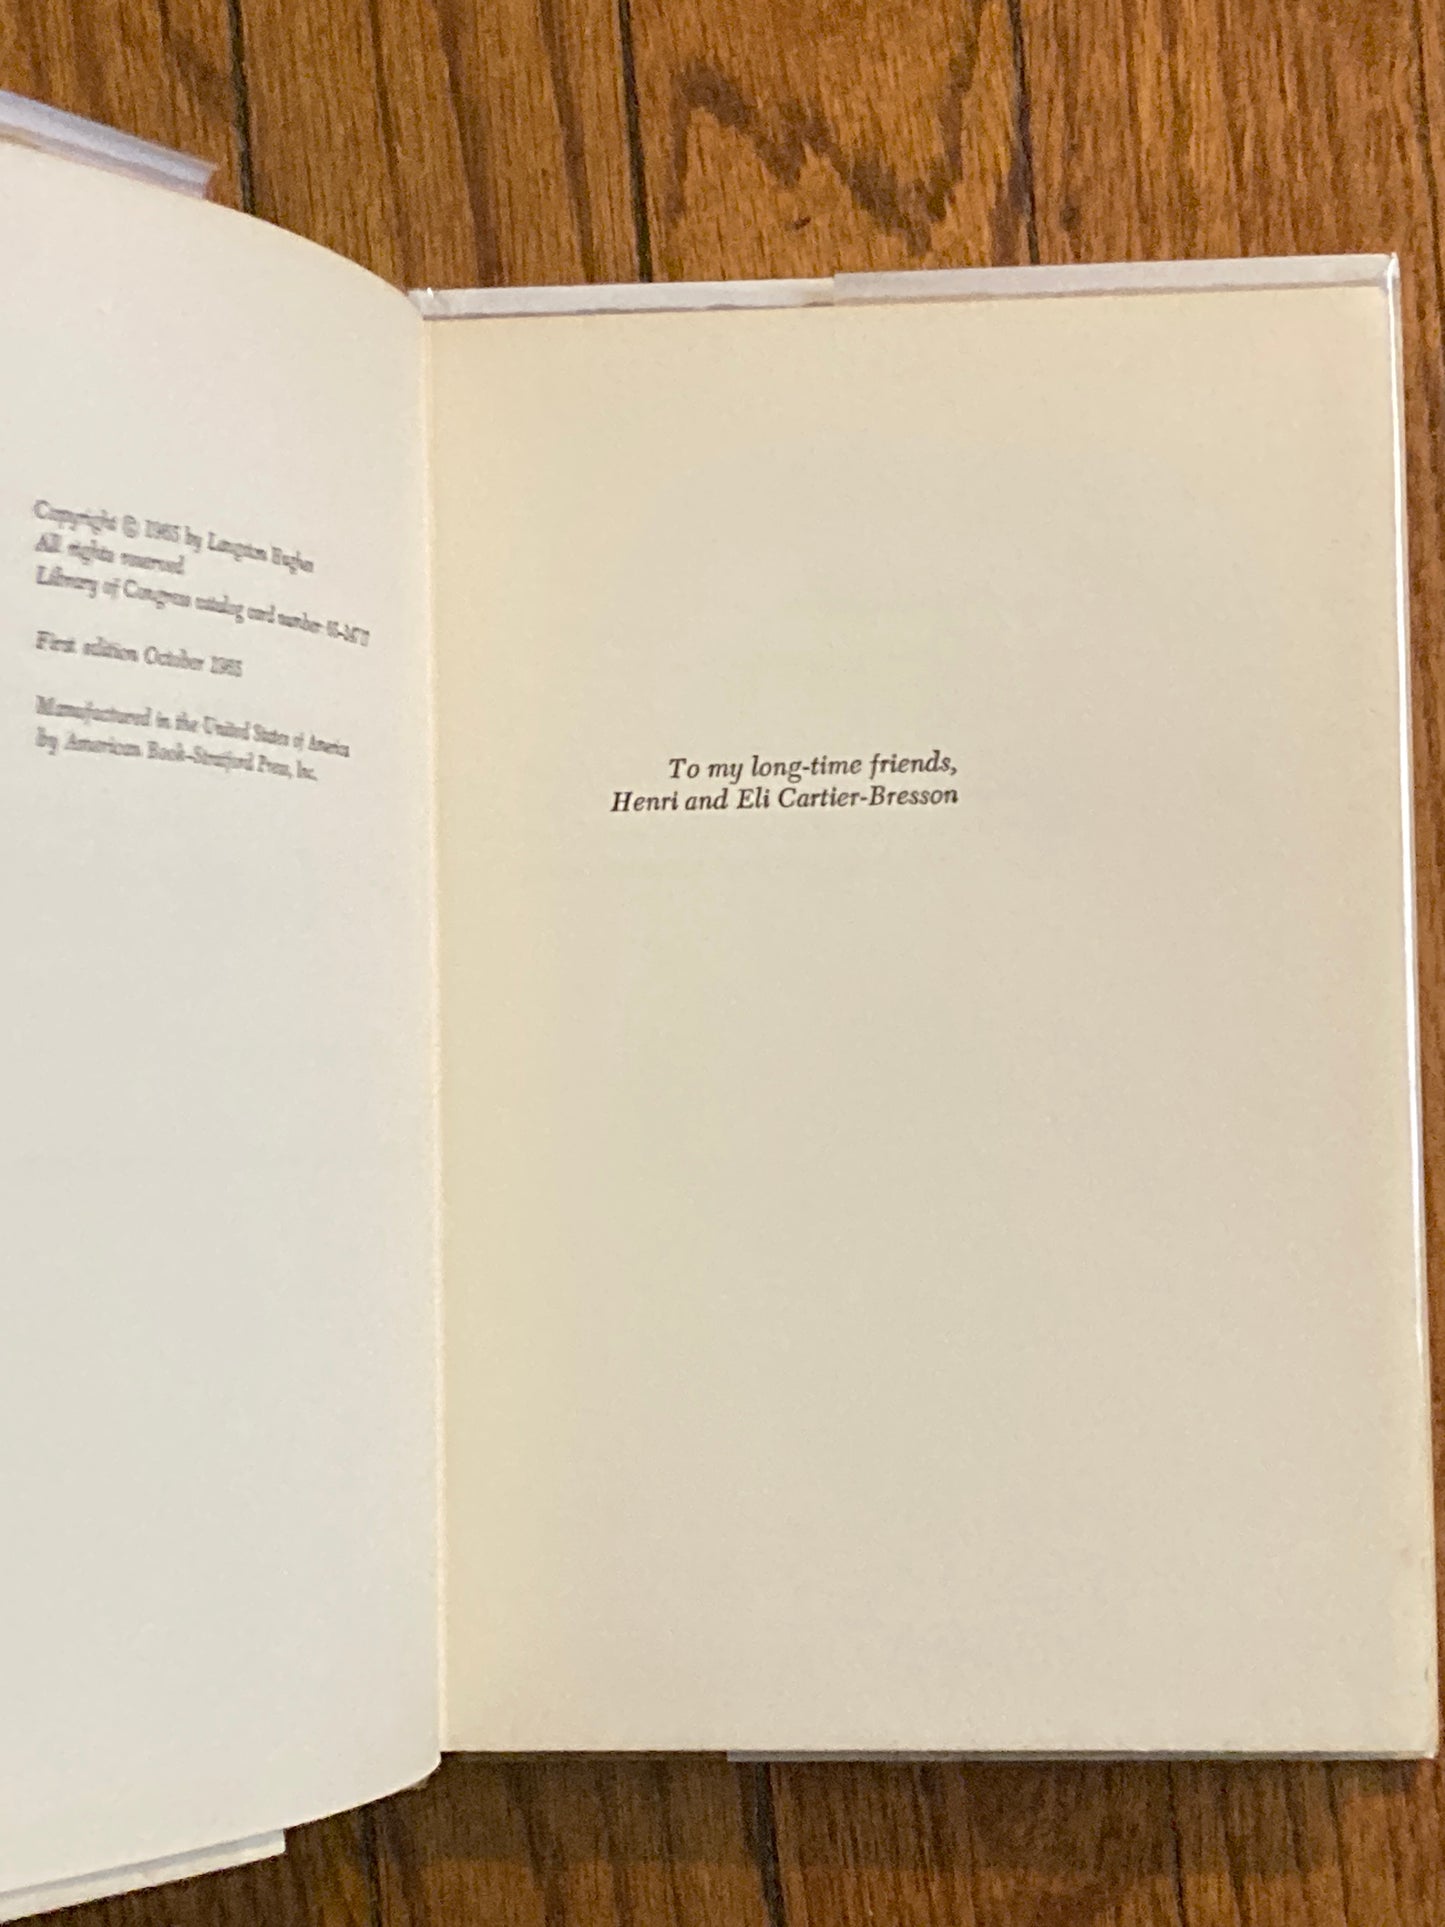 Copyright © 1965 by Langston Hughes
All rights reserved
Library of Congress catalog card number
First edition October 1965
Manufactured in the United States of America
by American Book–Stratford Press, Inc.
To my long-time friends,
Henri and Eli Cartier-Bresson